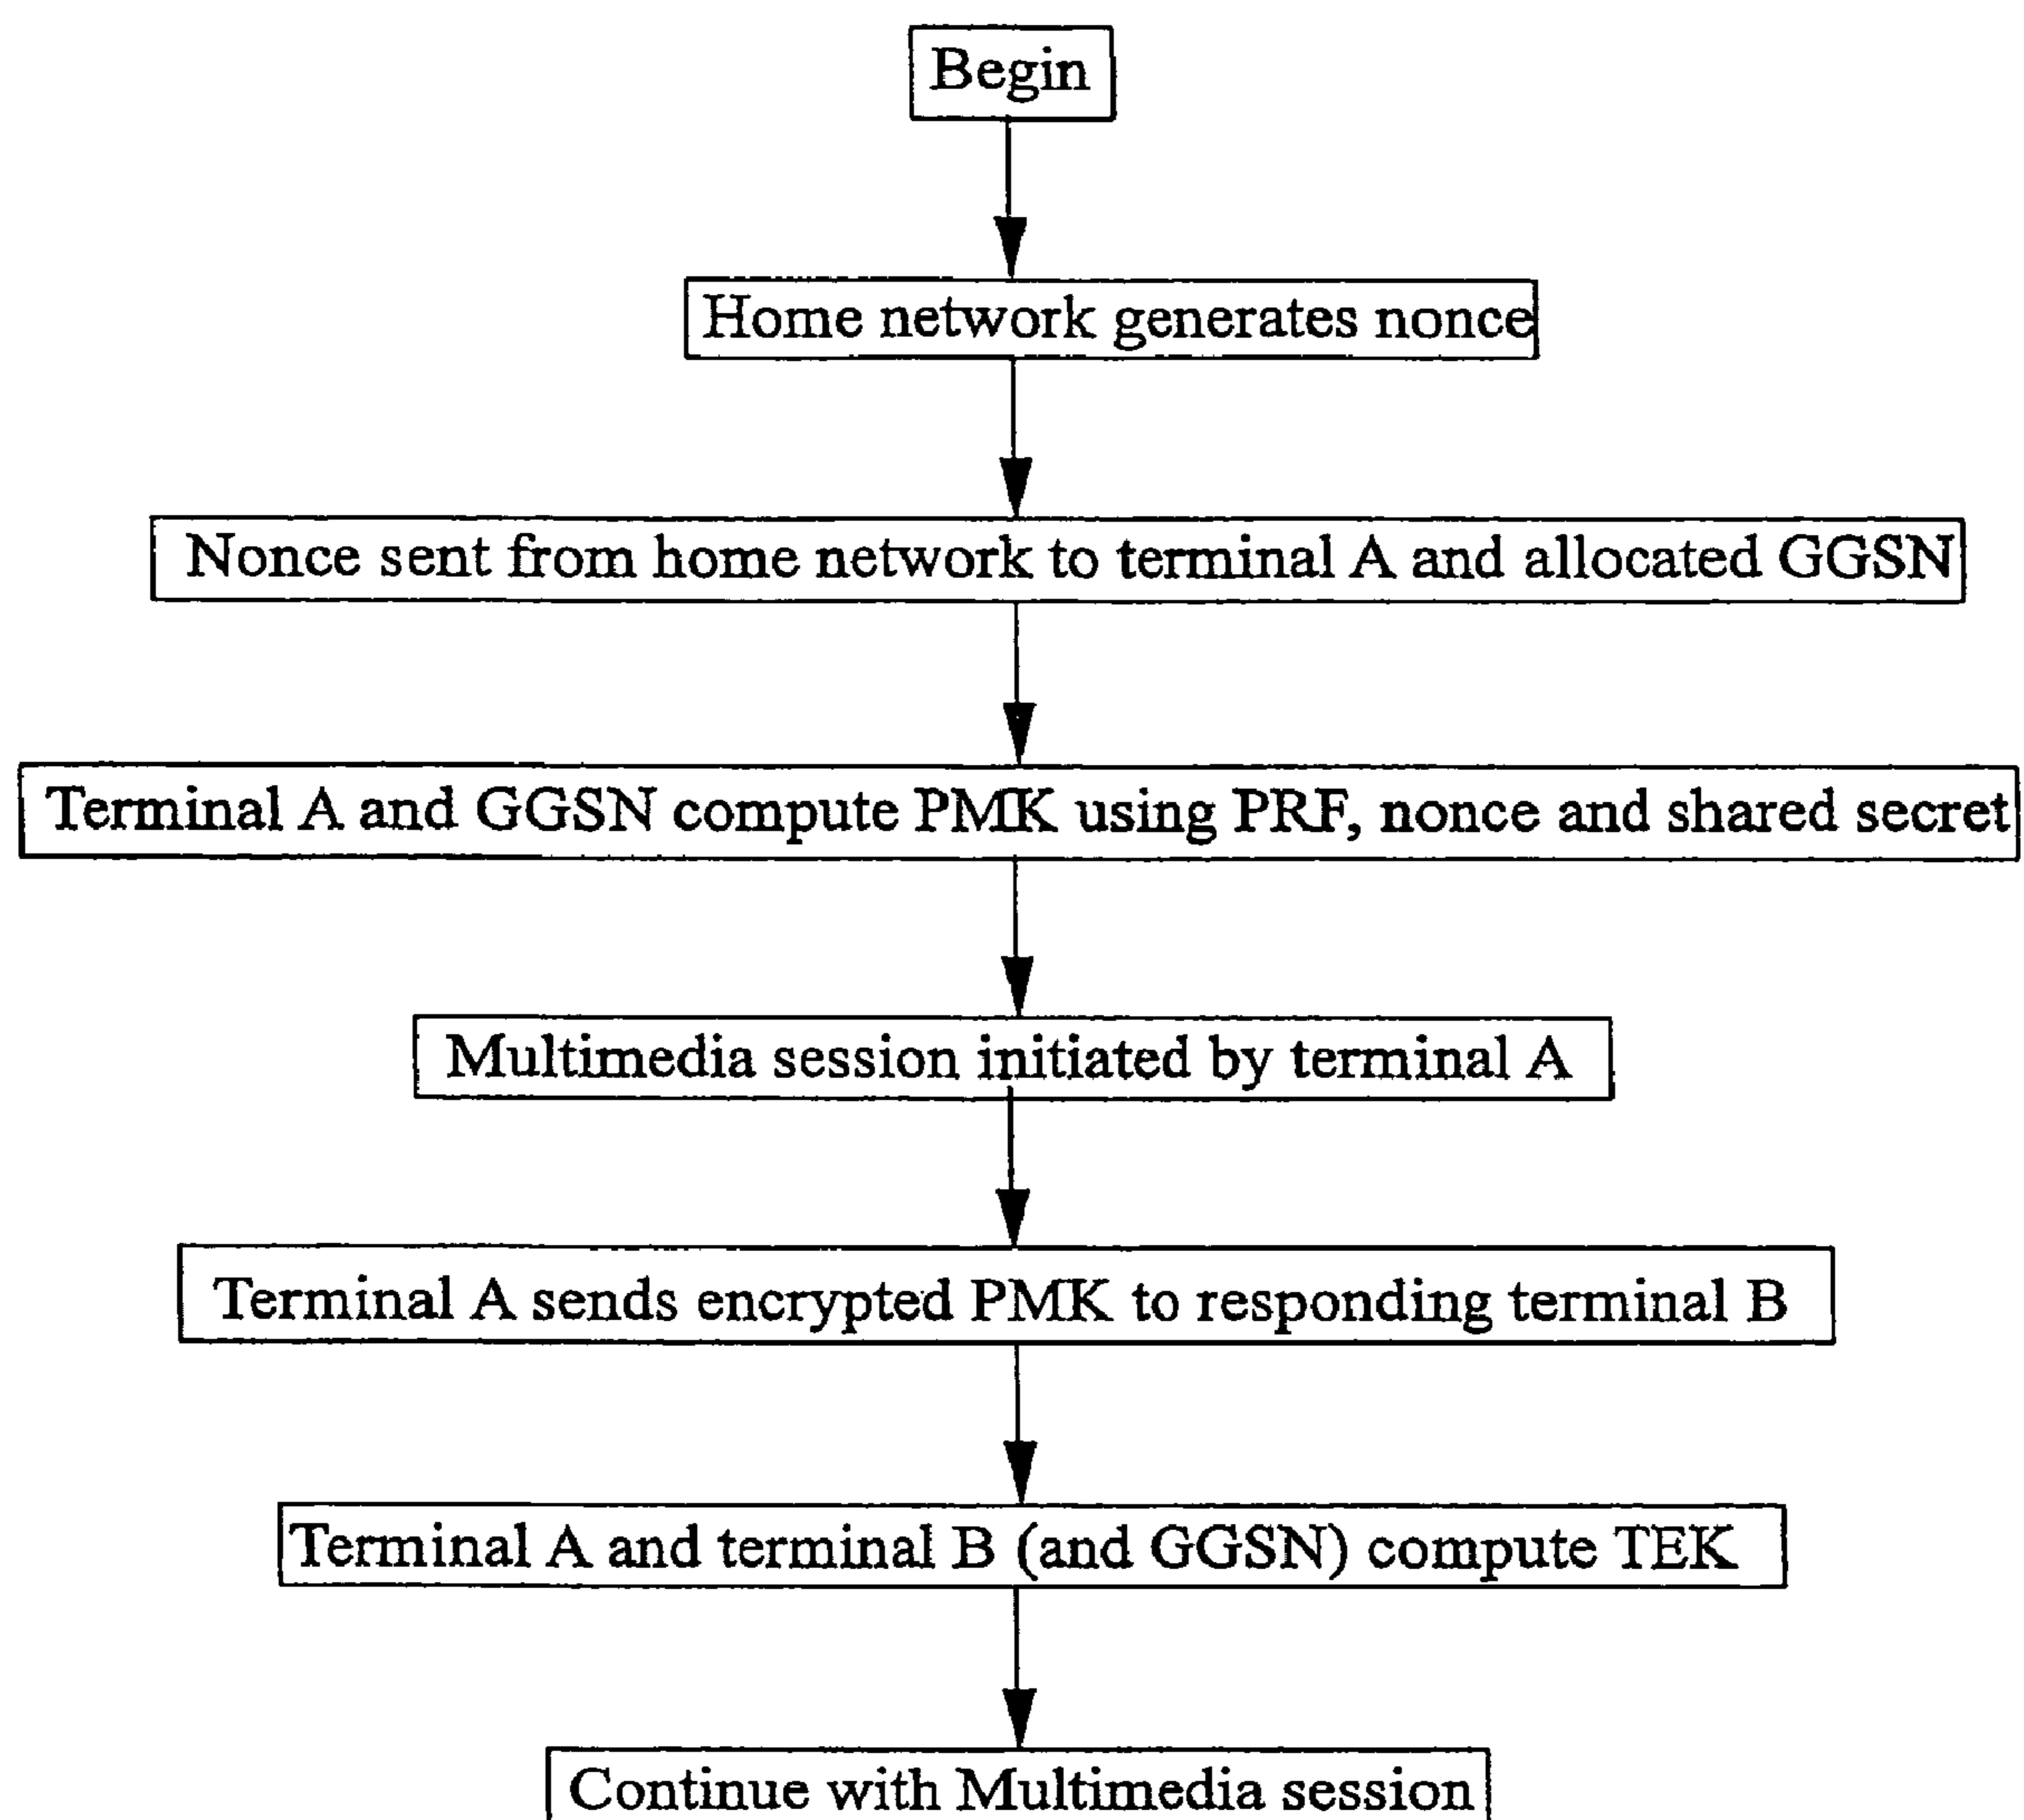 Begin
Home network generates nonce
Nonce sent from home network to terminal A and allocated GGSN
Terminal A and GGSN compute PMK using PRF, nonce and shared secret
Multimedia session initiated by terminal A
Terminal A sends encrypted PMK to responding terminal B
Terminal A and terminal B (and GGSN) compute TEK
Continue with Multimedia session